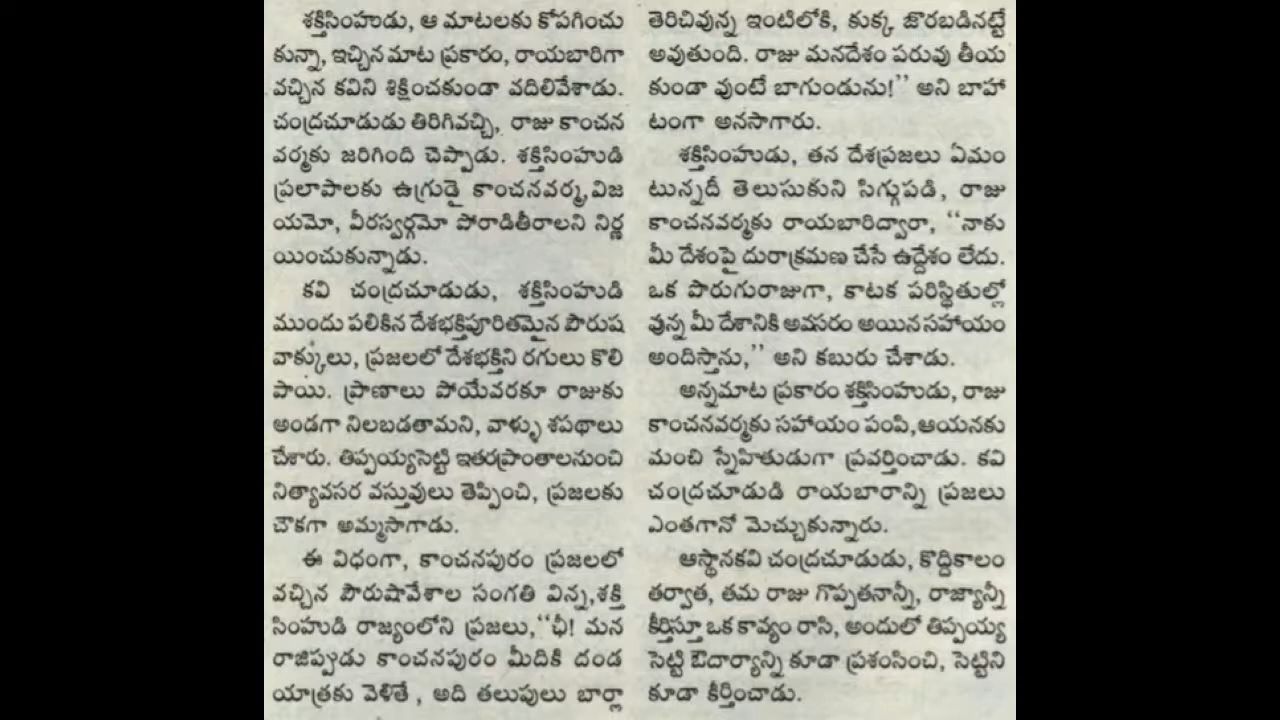 శక్తిసింహుడు, ఆ మాటలకు కోపగించు
కున్నా, ఇచ్చినమాట ప్రకారం, రాయబారిగా
వచ్చిన కవిని శిక్షించకుండా వదిలివేశాడు.
చంద్రచూడుడు తిరిగివచ్చి, రాజు కాంచన
వర్మకు జరిగింది చెప్పాడు. శక్తిసింహుడి
ప్రలాపాలకు ఉగ్రుడై కాంచనవర్మ,విజ
యమో, వీరస్వర్గమో పోరాడితీరాలని నిర్ణ
యించుకున్నాడు.
కవి చంద్రచూడుడు, శక్తిసింహుడి
ముందు పలికిన దేశభక్తిపూరితమైన పౌరుష
వాక్కులు, ప్రజలలో దేశభక్తిని రగులు కొలి
పాయి. ప్రాణాలు పోయేవరకూ రాజుకు
అండగా నిలబడతామని, వాళ్ళు శపథాలు
చేశారు. తిప్పయ్యసెట్టి ఇతరప్రాంతాలనుంచి
నిత్యావసర వస్తువులు తెప్పించి, ప్రజలకు
చౌకగా అమ్మసాగాడు.
ఈ విధంగా, కాంచనపురం ప్రజలలో
వచ్చిన పౌరుషావేశాల సంగతి విన్న,శక్తి
సింహుడి రాజ్యంలోని ప్రజలు,‘‘ఛీ! మన
రాజిప్పుడు కాంచనపురం మీదికి దండ
యాత్రకు వెళితే , అది తలుపులు బార్లా
తెరిచివున్న ఇంటిలోకి, కుక్క జొరబడినట్టే
అవుతుంది. రాజు మనదేశం పరువు తీయ
కుండా వుంటే బాగుండును!’’ అని బాహా
టంగా అనసాగారు.
శక్తిసింహుడు, తన దేశప్రజలు ఏమం
టున్నదీ తెలుసుకుని సిగ్గుపడి, రాజు
కాంచనవర్మకు రాయబారిద్వారా, ‘‘నాకు
మీ దేశంపై దురాక్రమణ చేసే ఉద్దేశం లేదు.
ఒక పొరుగురాజుగా, కాటక పరిస్థితుల్లో
వున్న మీ దేశానికి అవసరం అయిన సహాయం
అందిస్తాను,’’ అని కబురు చేశాడు.
అన్నమాట ప్రకారం శక్తిసింహుడు, రాజు
కాంచనవర్మకు సహాయం పంపి,ఆయనకు
మంచి స్నేహితుడుగా ప్రవర్తించాడు. కవి
చంద్రచూడుడి రాయబారాన్ని ప్రజలు
ఎంతగానో మెచ్చుకున్నారు.
ఆస్థానకవి చంద్రచూడుడు, కొద్దికాలం
తర్వాత, తమ రాజు గొప్పతనాన్నీ, రాజ్యాన్నీ
కీర్తిస్తూ ఒక కావ్యం రాసి, అందులో తిప్పయ్య
సెట్టి ఔదార్యాన్ని కూడా ప్రశంసించి, సెట్టిని
కూడా కీర్తించాడు.